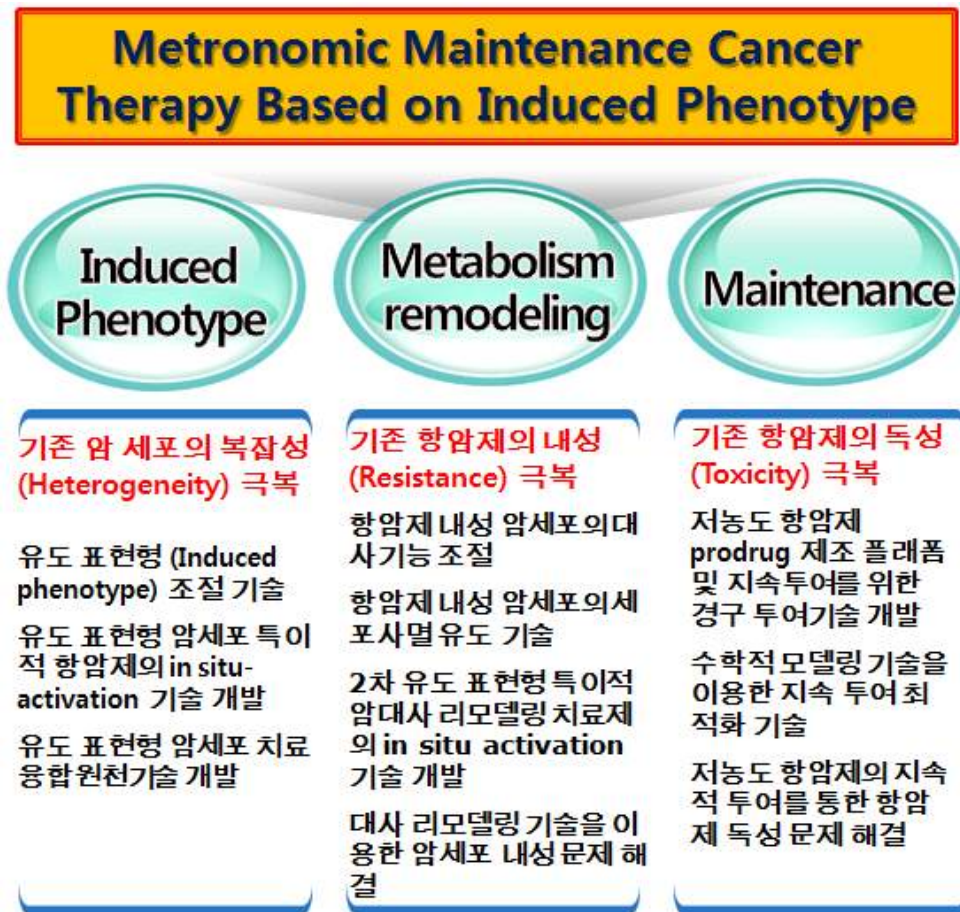 Metronomic Maintenance Cancer
Therapy Based on Induced Phenotype
Induced
Phenotype
Metabolism
remodeling
Maintenance
기존 암 세포의 복잡성
(Heterogeneity) 극복
유도 표현형 (Induced
phenotype) 조절 기술
유도 표현형 암세포 특이
적 항암제의 in situ-
activation 기술 개발
유도 표현형 암세포 치료
융합원천기술 개발
기존 항암제의 내성
(Resistance) 극복
항암제 내성 암세포의 대
사기능 조절
항암제 내성 암세포의 세
포사멸 유도 기술
2차 유도 표현형 특이적
암대사 리모델링 치료제
의 in situ activation
기술 개발
대사 리모델링 기술을 이
용한 암세포 내성 문제 해
결
기존 항암제의 독성
(Toxicity) 극복
저농도 항암제
prodrug 제조 플래폼
및 지속투여를 위한
경구 투여기술 개발
수학적 모델링 기술을
이용한 지속 투여 최
적화 기술
저농도 항암제의 지속
적 투여를 통한 항암
제 독성 문제 해결